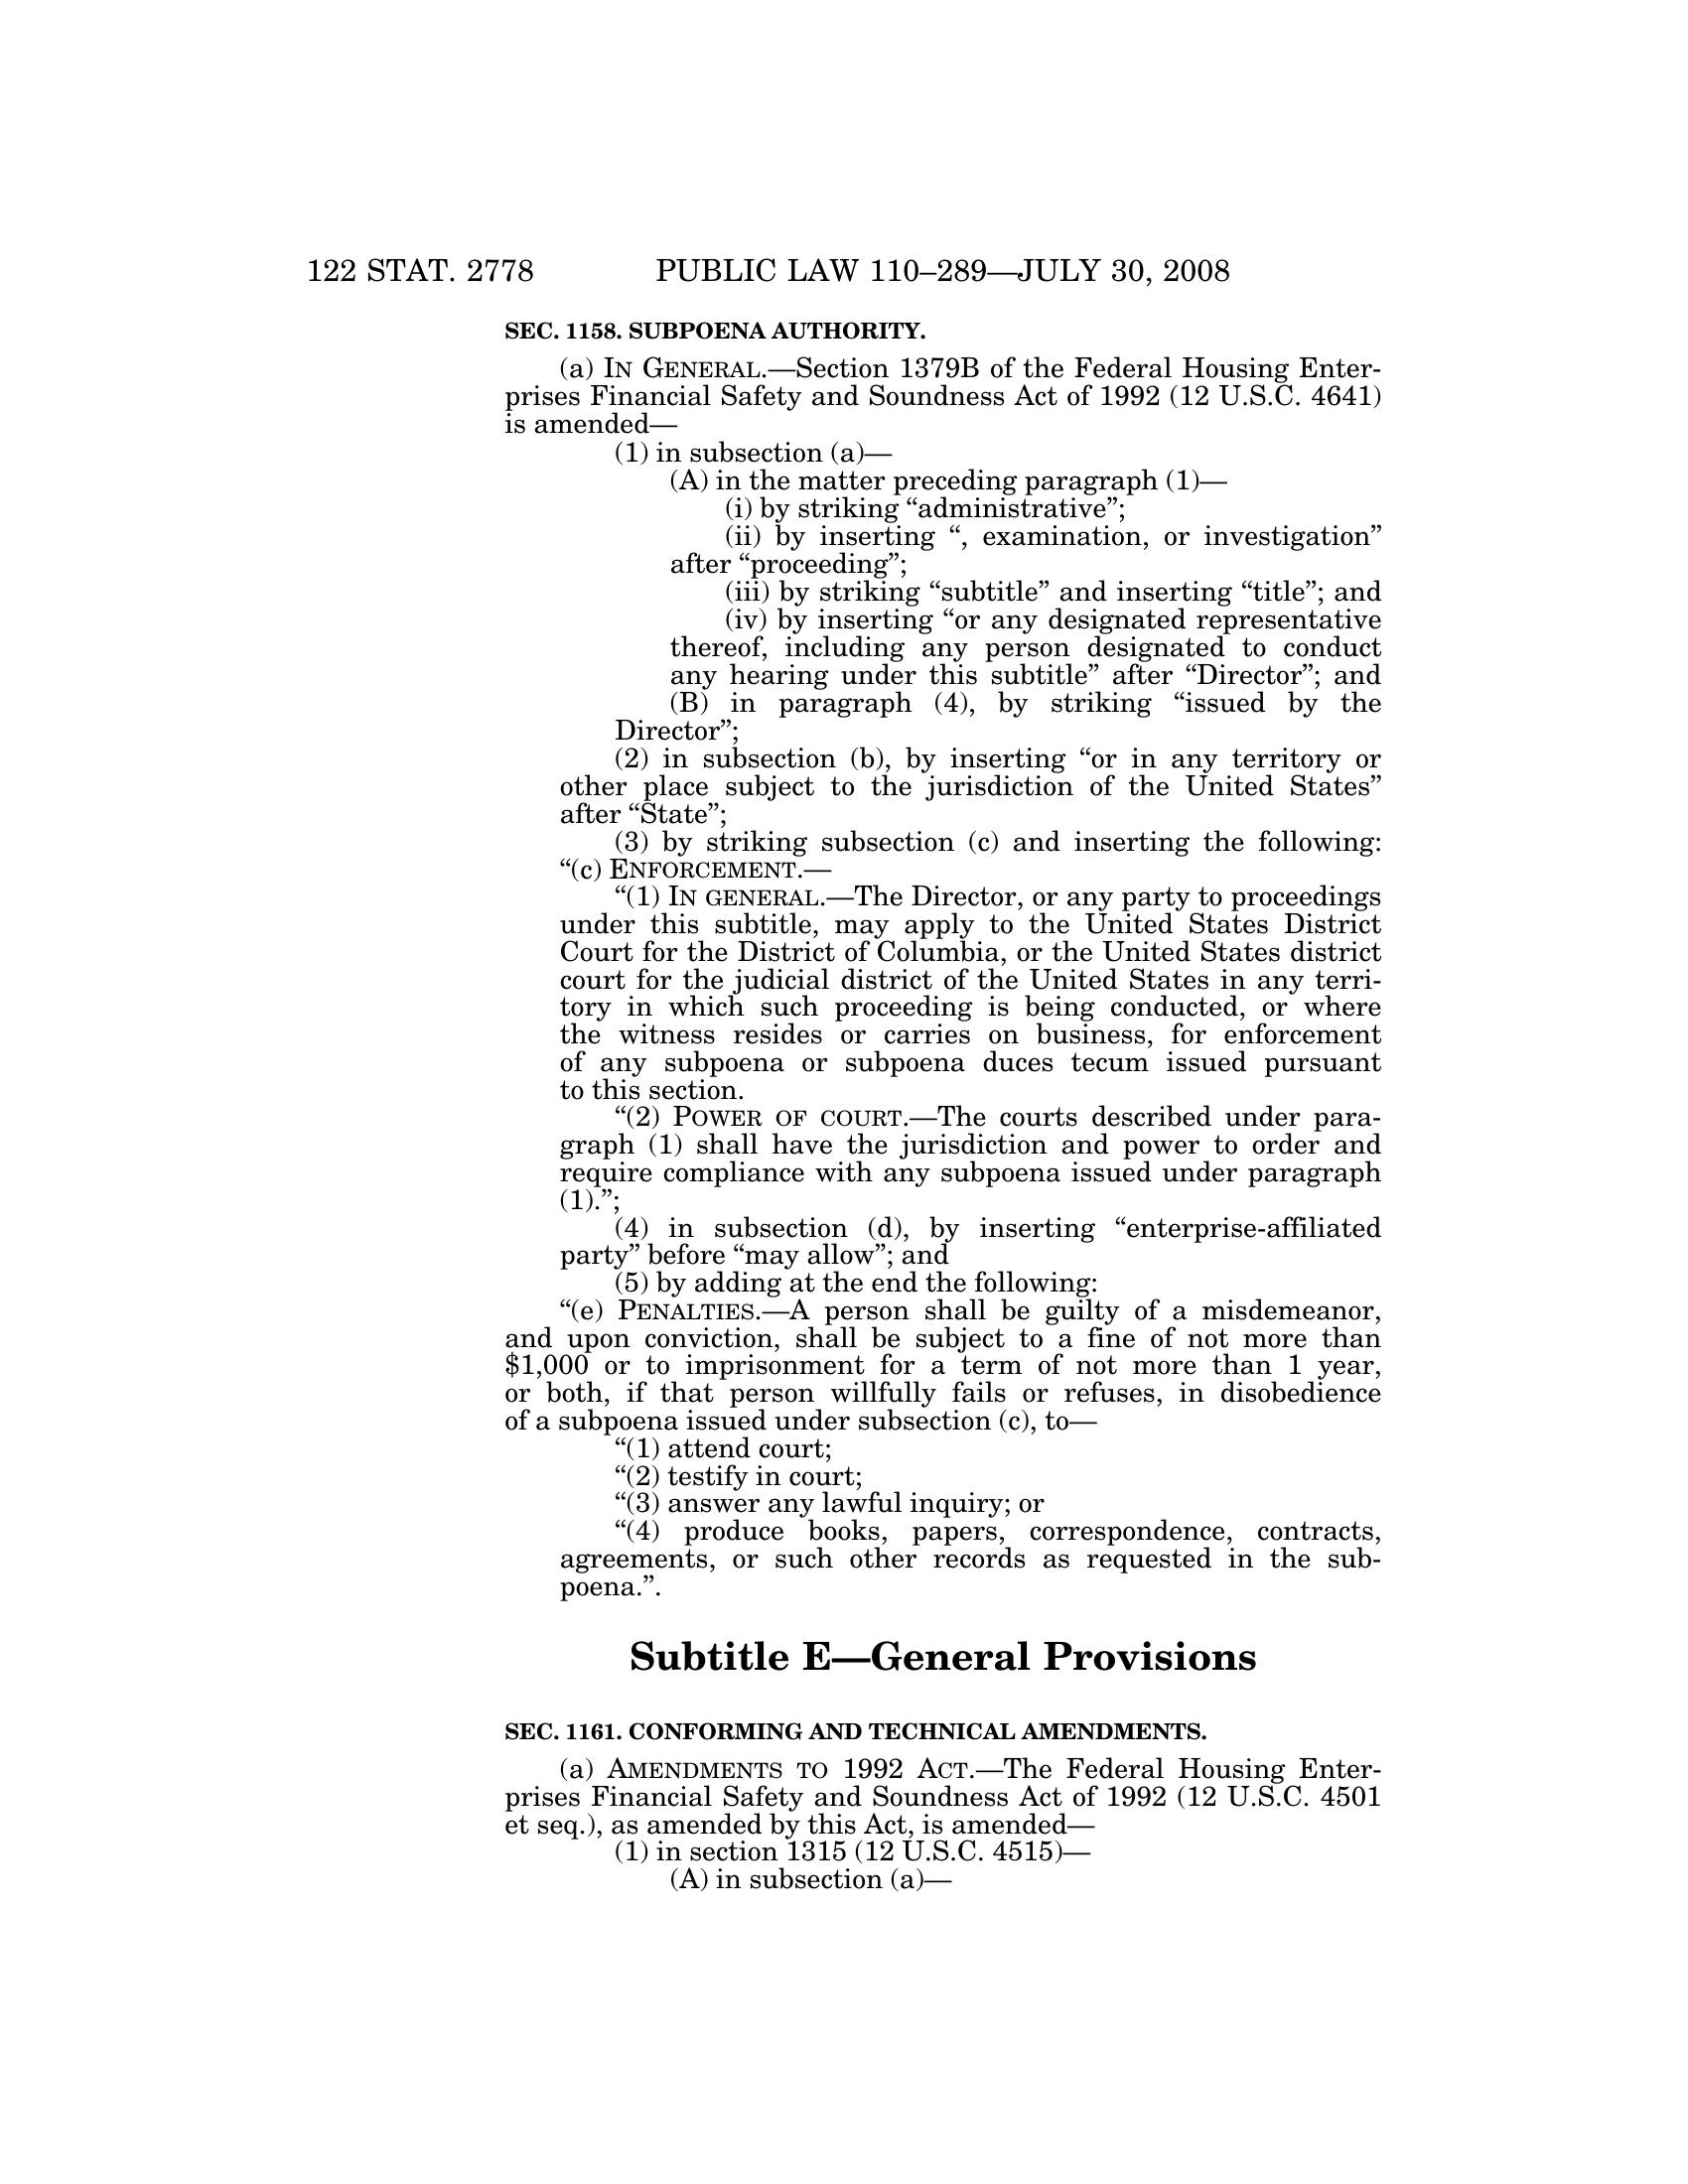 122 STAT. 2778 PUBLIC LAW 110–289—JULY 30, 2008
SEC. 1158. SUBPOENA AUTHORITY.
(a) IN GENERAL.—Section 1379B of the Federal Housing Enter-
prises Financial Safety and Soundness Act of 1992 (12 U.S.C. 4641)
is amended—
(1) in subsection (a)—
(A) in the matter preceding paragraph (1)—
(i) by striking “administrative”;
(ii) by inserting “, examination, or investigation”
after “proceeding”;
(iii) by striking “subtitle” and inserting “title”; and
(iv) by inserting “or any designated representative
thereof, including any person designated to conduct
any hearing under this subtitle” after “Director”; and
(B) in paragraph (4), by striking “issued by the
Director”;
(2) in subsection (b), by inserting “or in any territory or
other place subject to the jurisdiction of the United States”
after “State”;
(3) by striking subsection (c) and inserting the following:
“(c) ENFORCEMENT.—
“(1) IN GENERAL.—The Director, or any party to proceedings
under this subtitle, may apply to the United States District
Court for the District of Columbia, or the United States district
court for the judicial district of the United States in any terri-
tory in which such proceeding is being conducted, or where
the witness resides or carries on business, for enforcement
of any subpoena or subpoena duces tecum issued pursuant
to this section.
“(2) POWER OF COURT.—The courts described under para-
graph (1) shall have the jurisdiction and power to order and
require compliance with any subpoena issued under paragraph
(1).”;
(4) in subsection (d), by inserting “enterprise-affiliated
party” before “may allow”; and
(5) by adding at the end the following:
“(e) PENALTIES.—A person shall be guilty of a misdemeanor,
and upon conviction, shall be subject to a fine of not more than
$1,000 or to imprisonment for a term of not more than 1 year,
or both, if that person willfully fails or refuses, in disobedience
of a subpoena issued under subsection (c), to—
“(1) attend court;
“(2) testify in court;
“(3) answer any lawful inquiry; or
“(4) produce books, papers, correspondence, contracts,
agreements, or such other records as requested in the sub-
poena.”.
Subtitle E—General Provisions
SEC. 1161. CONFORMING AND TECHNICAL AMENDMENTS.
(a) AMENDMENTS TO 1992 ACT.—The Federal Housing Enter-
prises Financial Safety and Soundness Act of 1992 (12 U.S.C. 4501
et seq.), as amended by this Act, is amended—
(1) in section 1315 (12 U.S.C. 4515)—
(A) in subsection (a)—